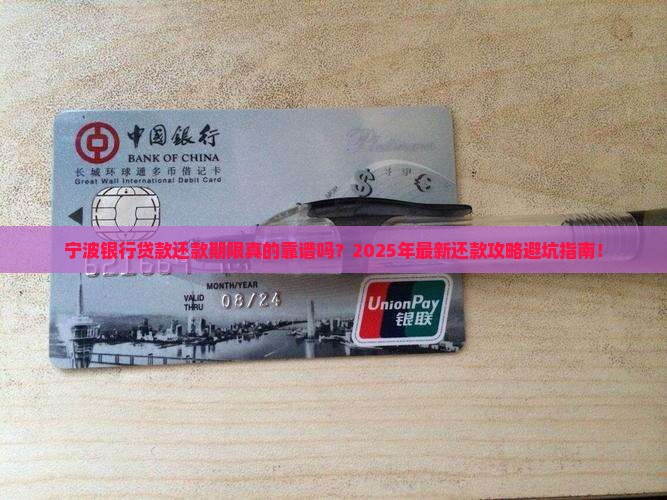 中国银行
BANK OF CHINA
长城环球通多币借记卡
Great Wall International Debit Card
Platinum
宁波银行贷款还款期限真的靠谱吗？2025年最新还款攻略避坑指南！
MONTH/YEAR
VALID THRU 08/24
UnionPay
银联